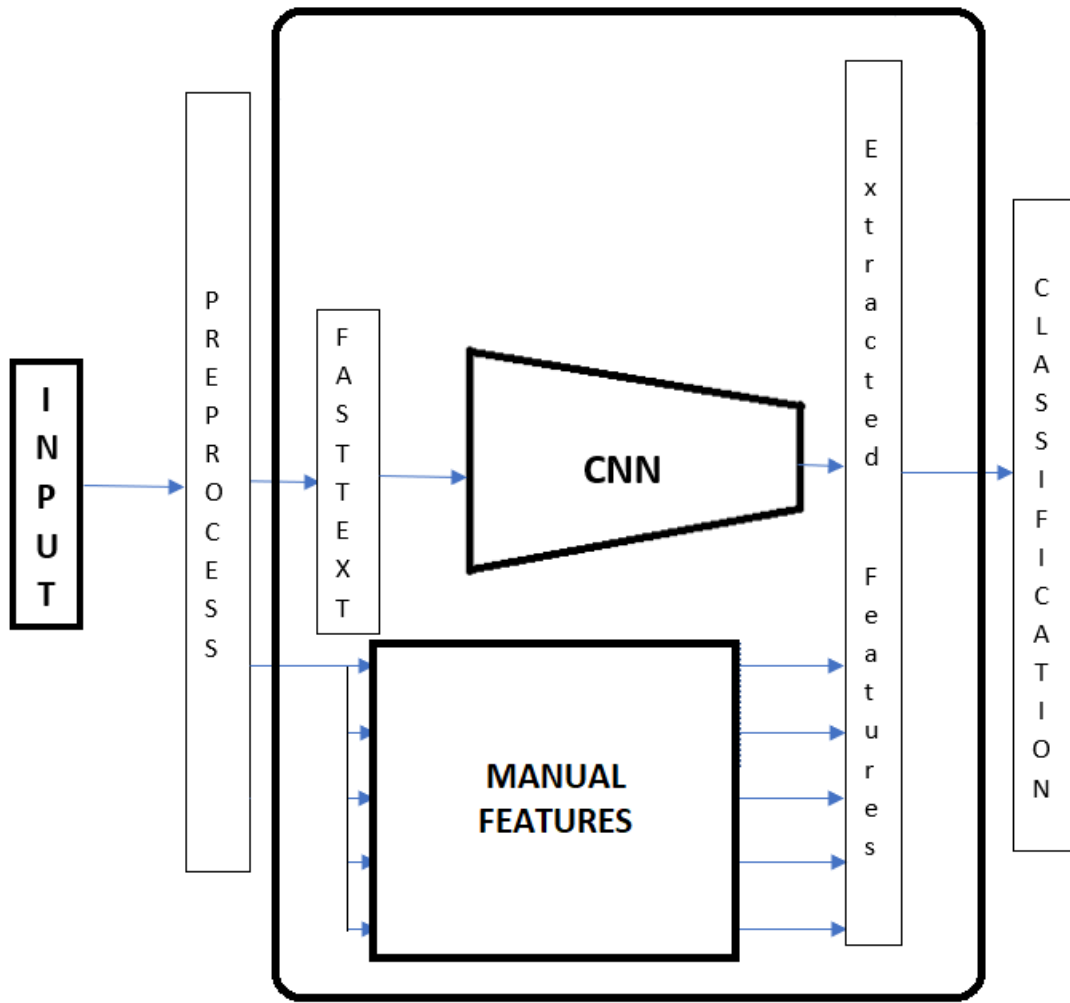 INPUT
PREPROCESS
FASTTEXT
CNN
MANUAL
FEATURES
Extracted Features
CLASSIFICATION